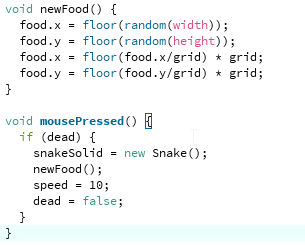 void newFood() {
  food.x = floor(random(width));
  food.y = floor(random(height));
  food.x = floor(food.x/grid) * grid;
  food.y = floor(food.y/grid) * grid;
}

void mousePressed() {
  if (dead) {
    snakeSolid = new Snake();
    newFood();
    speed = 10;
    dead = false;
  }
}